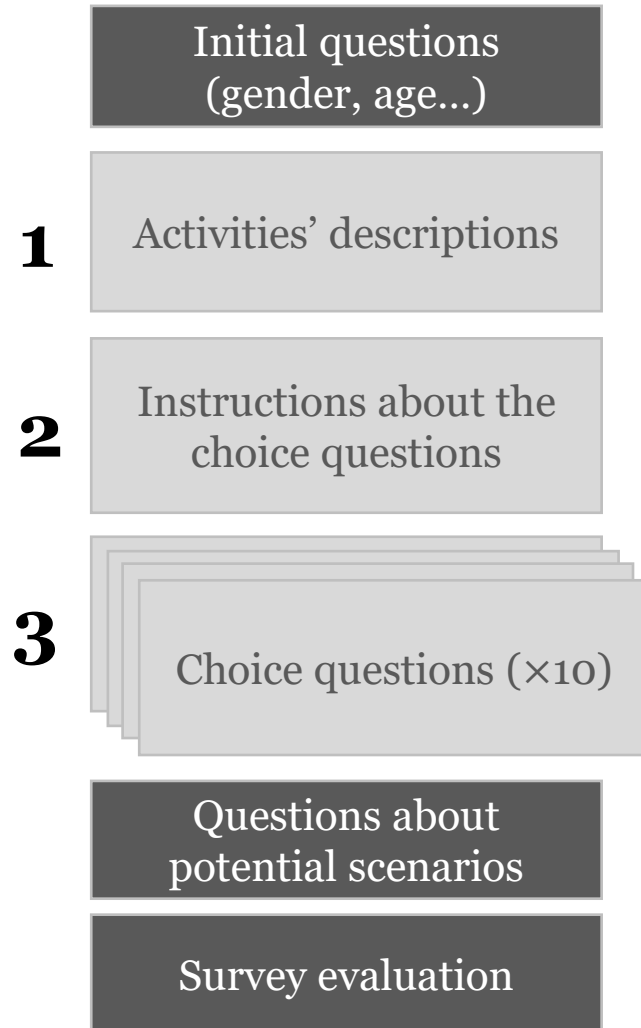 Initial questions
(gender, age...)
1
Activities’ descriptions
2
Instructions about the
choice questions
3
Choice questions (×10)
Questions about
potential scenarios
Survey evaluation